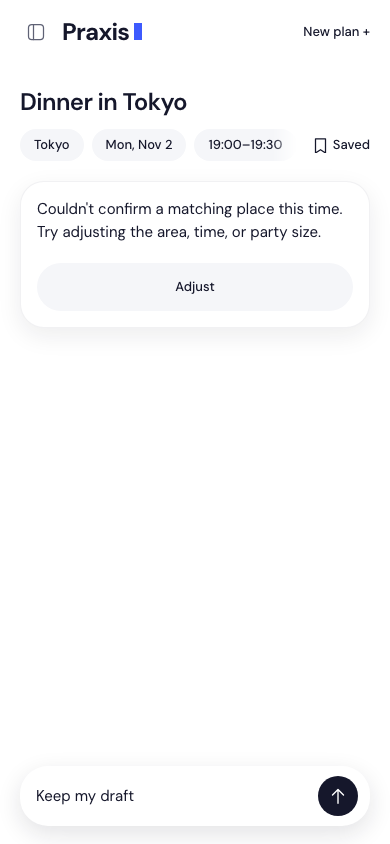 Praxis
New plan +
Dinner in Tokyo
Tokyo
Mon, Nov 2
19:00–19:30
Saved
Couldn't confirm a matching place this time.
Try adjusting the area, time, or party size.
Adjust
Keep my draft